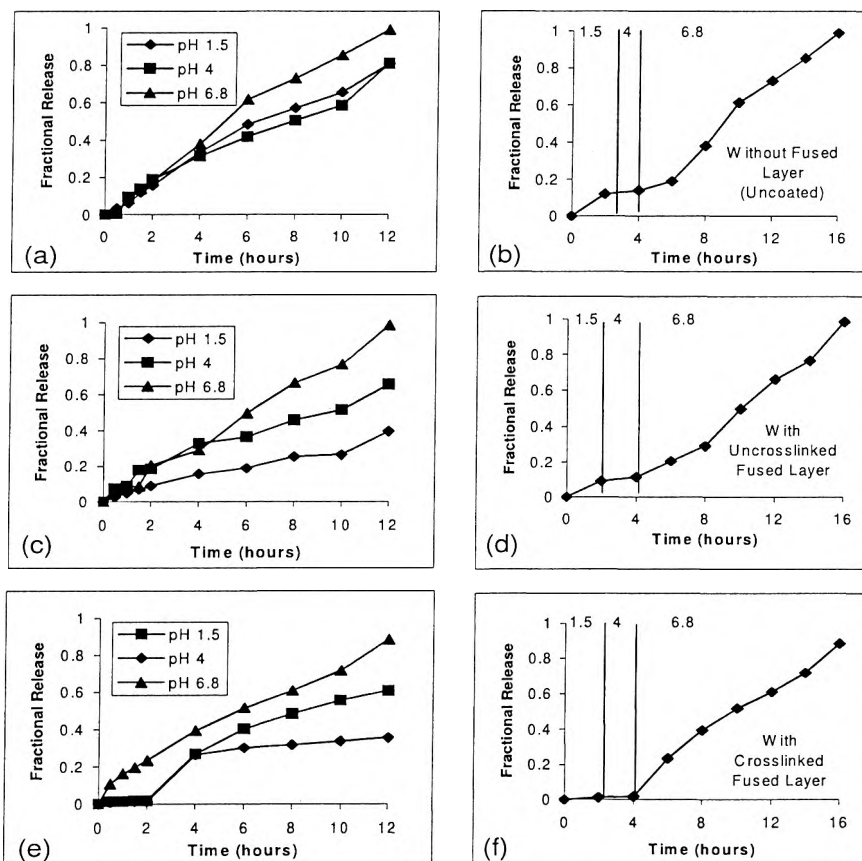 1
0.8
0.6
0.4
0.2
0
Fractional Release
pH 1.5
pH 4
pH 6.8
0 2 4 6 8 10 12
Time (hours)
(a)
1
0.8
0.6
0.4
0.2
0
Fractional Release
1.5 4 6.8
Without Fused
Layer
(Uncoated)
0 4 8 12 16
Time (hours)
(b)
1
0.8
0.6
0.4
0.2
0
Fractional Release
pH 1.5
pH 4
pH 6.8
0 2 4 6 8 10 12
Time (hours)
(c)
1
0.8
0.6
0.4
0.2
0
Fractional Release
1.5 4 6.8
With
Uncrosslinked
Fused Layer
0 4 8 12 16
Time (hours)
(d)
1
0.8
0.6
0.4
0.2
0
Fractional Release
pH 1.5
pH 4
pH 6.8
0 2 4 6 8 10 12
Time (hours)
(e)
1
0.8
0.6
0.4
0.2
0
Fractional Release
1.5 4 6.8
With
Crosslinked
Fused Layer
0 4 8 12 16
Time (hours)
(f)